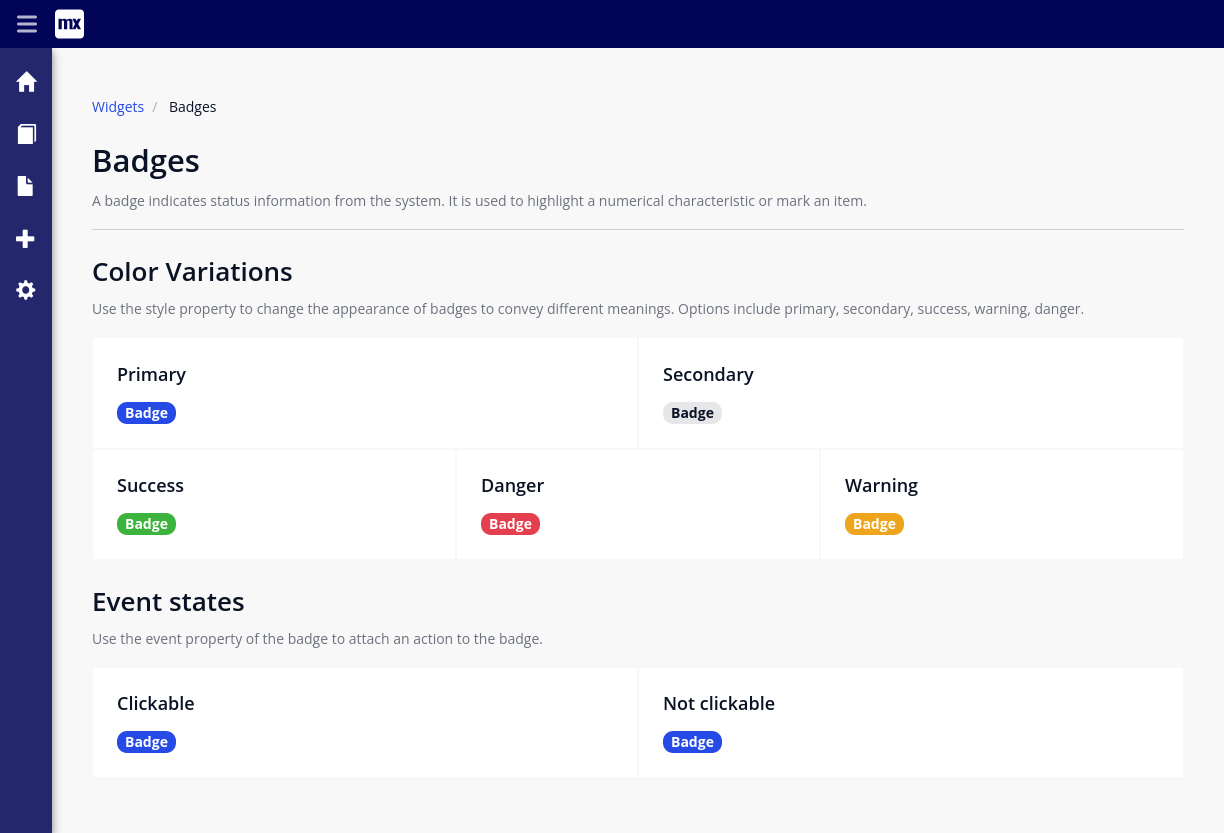 mx
Widgets / Badges
Badges
A badge indicates status information from the system. It is used to highlight a numerical characteristic or mark an item.
Color Variations
Use the style property to change the appearance of badges to convey different meanings. Options include primary, secondary, success, warning, danger.
Primary
Badge
Secondary
Badge
Success
Badge
Danger
Badge
Warning
Badge
Event states
Use the event property of the badge to attach an action to the badge.
Clickable
Badge
Not clickable
Badge